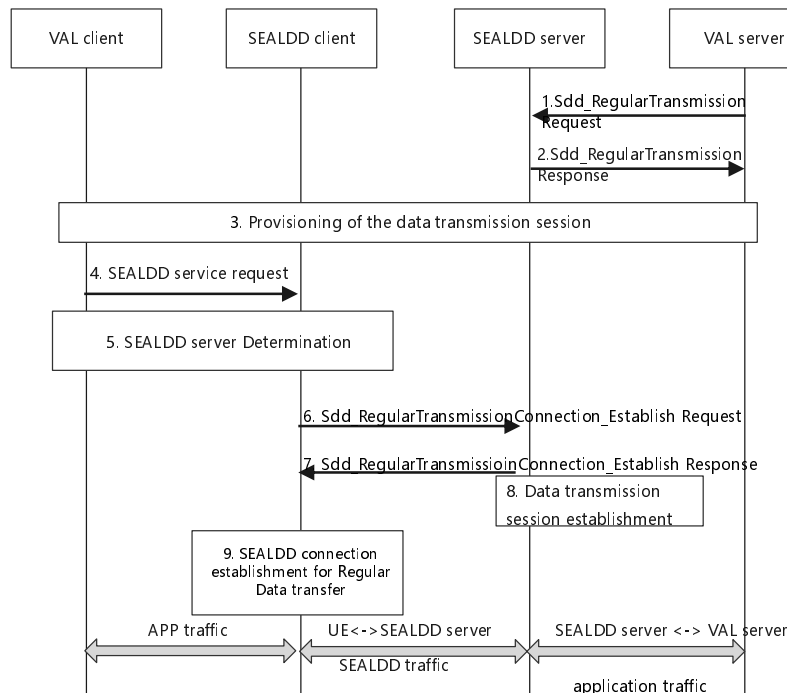 VAL client
SEALDD client
SEALDD server
VAL server
1.Sdd_RegularTransmission
Request
2.Sdd_RegularTransmission
Response
3. Provisioning of the data transmission session
4. SEALDD service request
5. SEALDD server Determination
6. Sdd_RegularTransmissionConnection_Establish Request
7. Sdd_RegularTransmissioinConnection_Establish Response
8. Data transmission
session establishment
9. SEALDD connection
establishment for Regular
Data transfer
APP traffic
UE<->SEALDD server
SEALDD traffic
SEALDD server <-> VAL server
application traffic